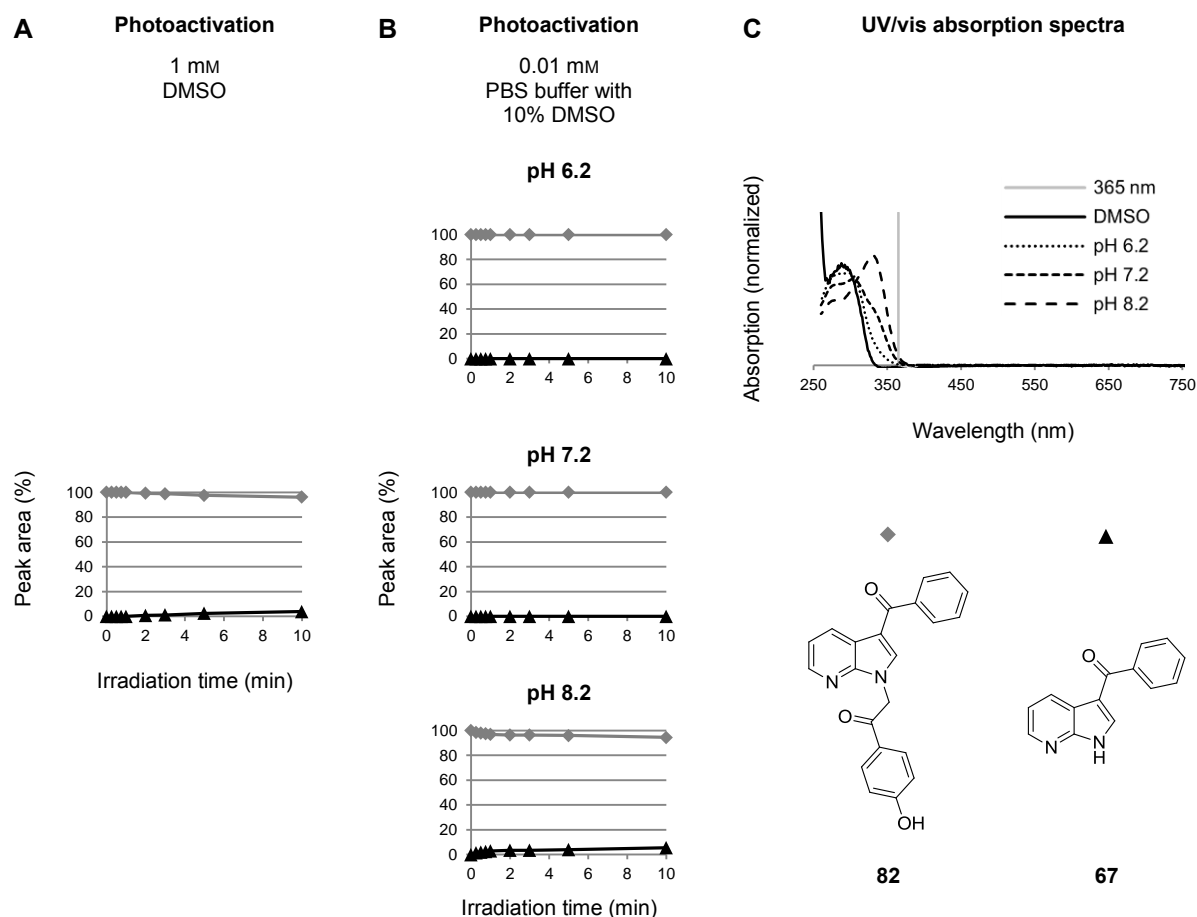 A
Photoactivation
1 mM
DMSO
Peak area (%)
100
80
60
40
20
0
0 2 4 6 8 10
Irradiation time (min)
B
Photoactivation
0.01 mM
PBS buffer with
10% DMSO
pH 6.2
100
80
60
40
20
0
0 2 4 6 8 10
pH 7.2
Peak area (%)
100
80
60
40
20
0
0 2 4 6 8 10
pH 8.2
100
80
60
40
20
0
0 2 4 6 8 10
Irradiation time (min)
C
UV/vis absorption spectra
Absorption (normalized)
365 nm
DMSO
pH 6.2
pH 7.2
pH 8.2
250 350 450 550 650 750
Wavelength (nm)
O
N
N
O
OH
82
O
N
N
H
67